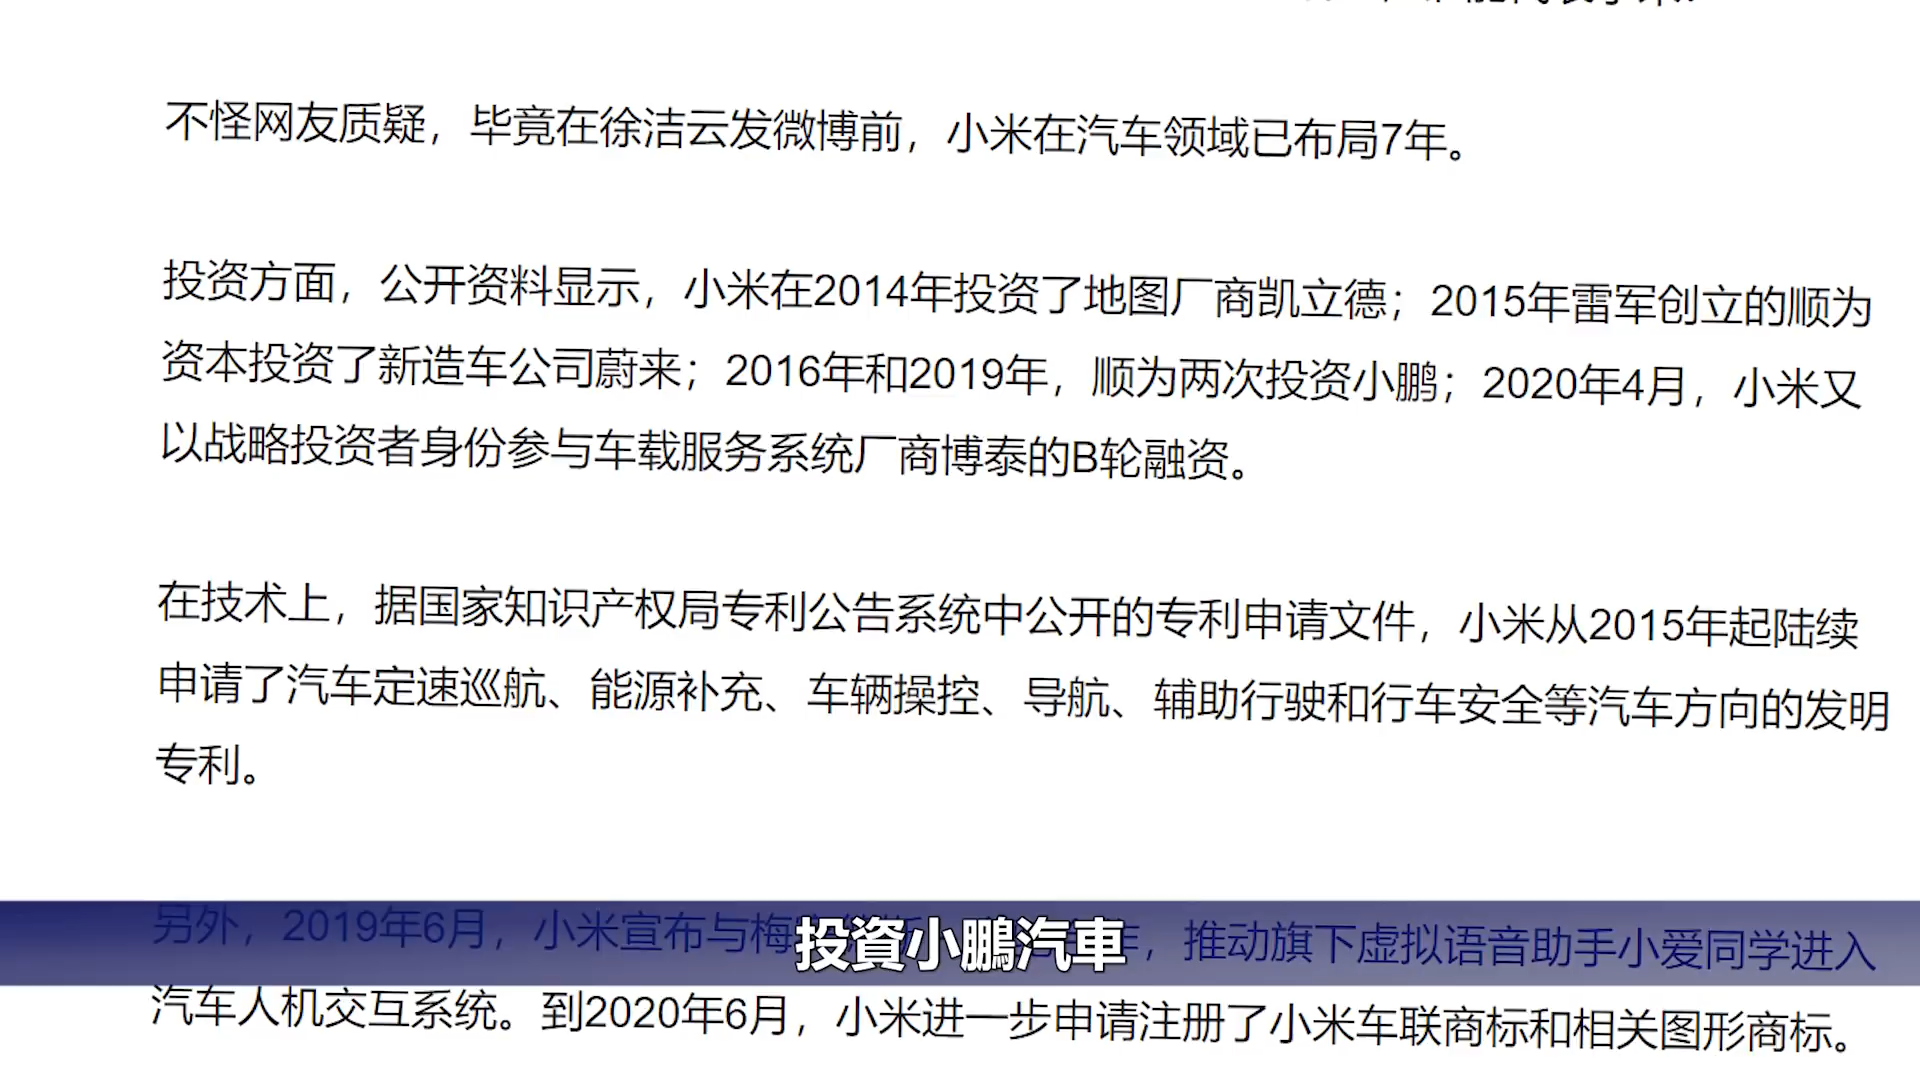 不怪网友质疑，毕竟在徐洁云发微博前，小米在汽车领域已布局7年。
投资方面，公开资料显示，小米在2014年投资了地图厂商凯立德；2015年雷军创立的顺为
资本投资了新造车公司蔚来；2016年和2019年，顺为两次投资小鹏；2020年4月，小米又
以战略投资者身份参与车载服务系统厂商博泰的B轮融资。
在技术上，据国家知识产权局专利公告系统中公开的专利申请文件，小米从2015年起陆续
申请了汽车定速巡航、能源补充、车辆操控、导航、辅助行驶和行车安全等汽车方向的发明
专利。
另外，2019年6月，小米宣布与梅
，推动旗下虚拟语音助手小爱同学进入
投資小鵬汽車
汽车人机交互系统。到2020年6月，小米进一步申请注册了小米车联商标和相关图形商标。